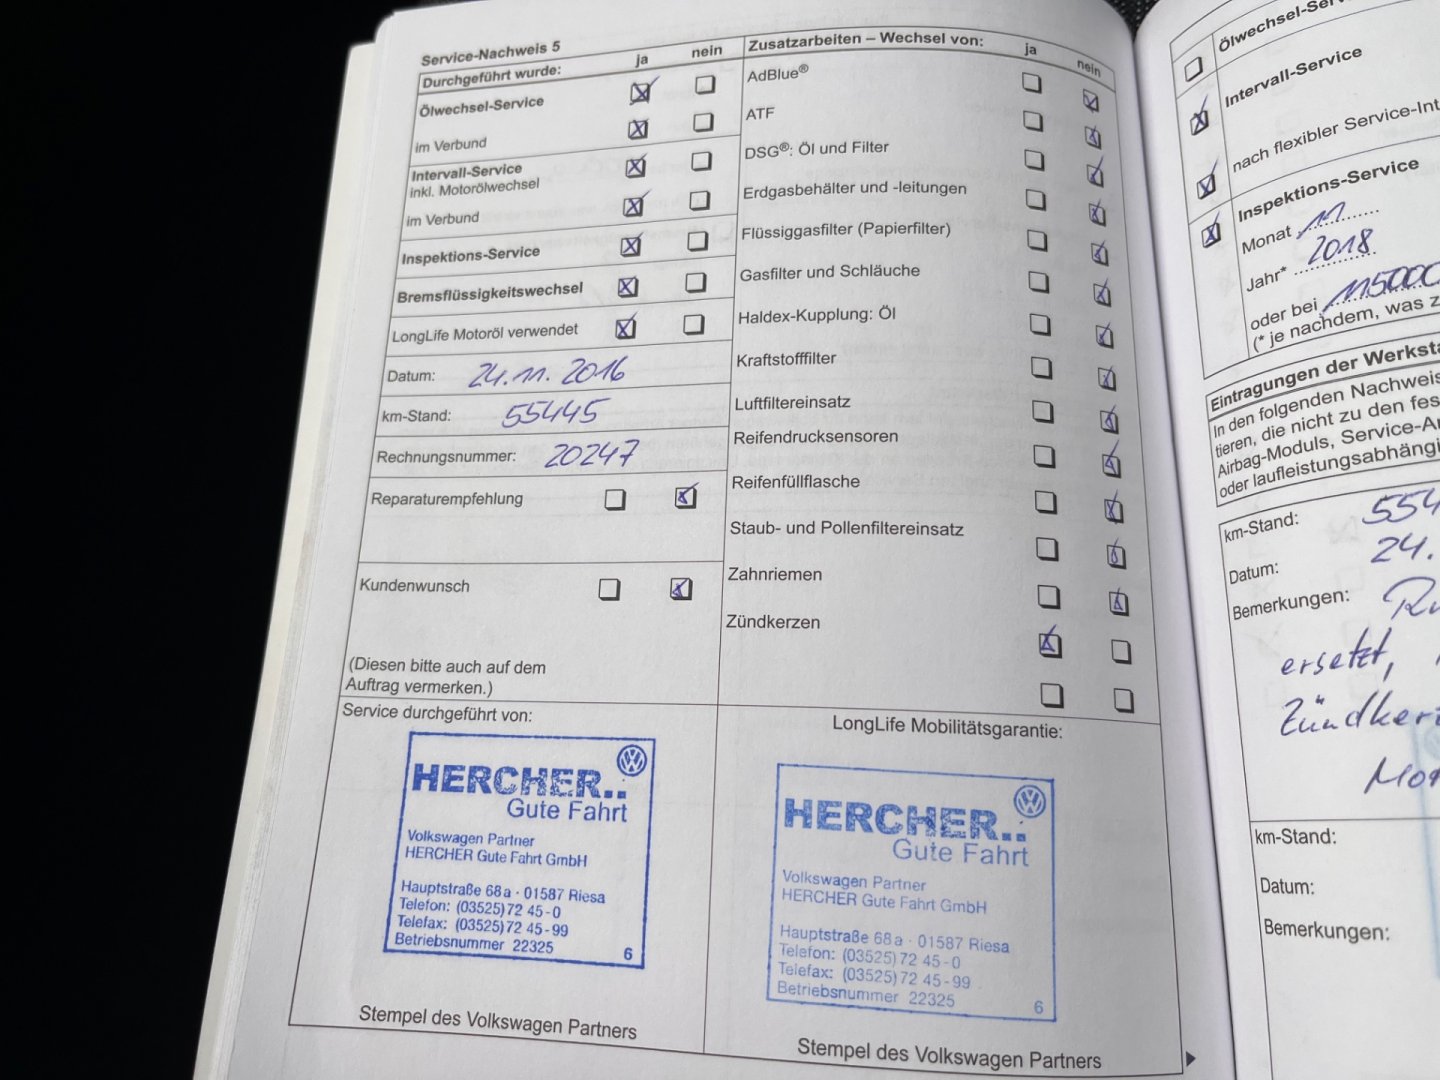 Service-Nachweis 5
Durchgeführt wurde: ja nein
Ölwechsel-Service
im Verbund
Intervall-Service
inkl. Motorölwechsel
im Verbund
Inspektions-Service
Bremsflüssigkeitswechsel
LongLife Motoröl verwendet
Datum: 24.11.2016
km-Stand: 55445
Rechnungsnummer: 20247
Reparaturempfehlung
Kundenwunsch
(Diesen bitte auch auf dem
Auftrag vermerken.)
Zusatzarbeiten – Wechsel von: ja nein
AdBlue®
ATF
DSG®: Öl und Filter
Erdgasbehälter und -leitungen
Flüssiggasfilter (Papierfilter)
Gasfilter und Schläuche
Haldex-Kupplung: Öl
Kraftstofffilter
Luftfiltereinsatz
Reifendrucksensoren
Reifenfüllflasche
Staub- und Pollenfiltereinsatz
Zahnriemen
Zündkerzen
Service durchgeführt von:
HERCHER..
Gute Fahrt
Volkswagen Partner
HERCHER Gute Fahrt GmbH
Hauptstraße 68a · 01587 Riesa
Telefon: (03525) 72 45-0
Telefax: (03525) 72 45-99
Betriebsnummer 22325 6
Stempel des Volkswagen Partners
LongLife Mobilitätsgarantie:
HERCHER..
Gute Fahrt
Volkswagen Partner
HERCHER Gute Fahrt GmbH
Hauptstraße 68a · 01587 Riesa
Telefon: (03525) 72 45-0
Telefax: (03525) 72 45-99
Betriebsnummer 22325 6
Stempel des Volkswagen Partners
Ölwechsel-Ser
Intervall-Service
nach flexibler Service-Int
Inspektions-Service
Monat 11
Jahr* 2018
oder bei 115000
(* je nachdem, was z
Eintragungen der Werksta
In den folgenden Nachweis
tieren, die nicht zu den fes
Airbag-Moduls, Service-Ar
oder laufleistungsabhängi
km-Stand: 554
Datum: 24.
Bemerkungen:
ersetzt,
Zündker
km-Stand:
Datum:
Bemerkungen: